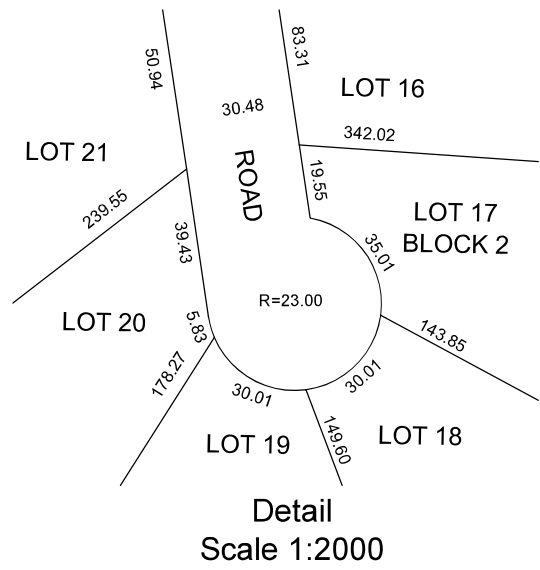 50.94
83.31
LOT 16
30.48
342.02
LOT 21
ROAD
19.55
239.55
LOT 17
BLOCK 2
39.43
35.01
R=23.00
LOT 20
5.83
143.85
178.27
30.01
30.01
149.60
LOT 19
LOT 18
Detail
Scale 1:2000